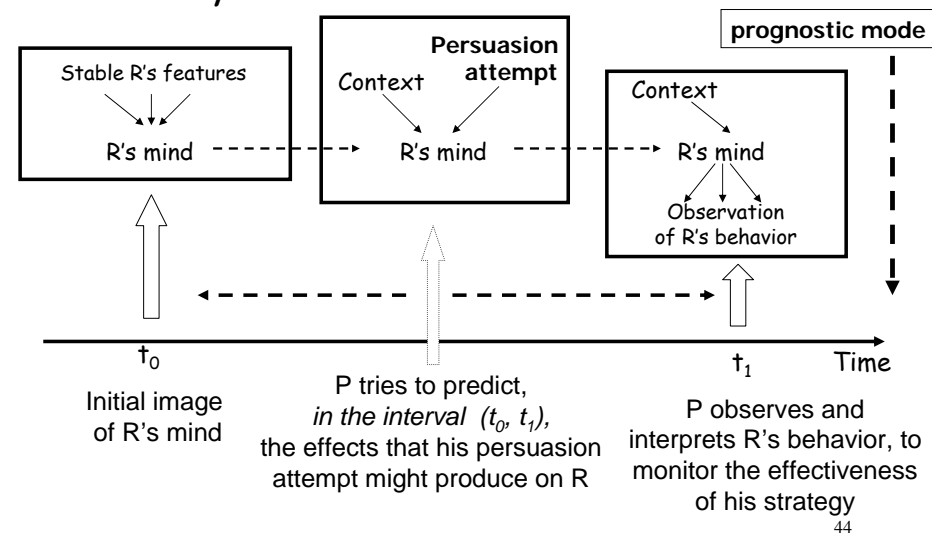 prognostic mode
Stable R's features
R's mind
Persuasion
attempt
Context
R's mind
Context
R's mind
Observation
of R's behavior
t₀
t₁
Time
Initial image
of R's mind
P tries to predict,
in the interval (t₀, t₁),
the effects that his persuasion
attempt might produce on R
P observes and
interprets R's behavior, to
monitor the effectiveness
of his strategy
44